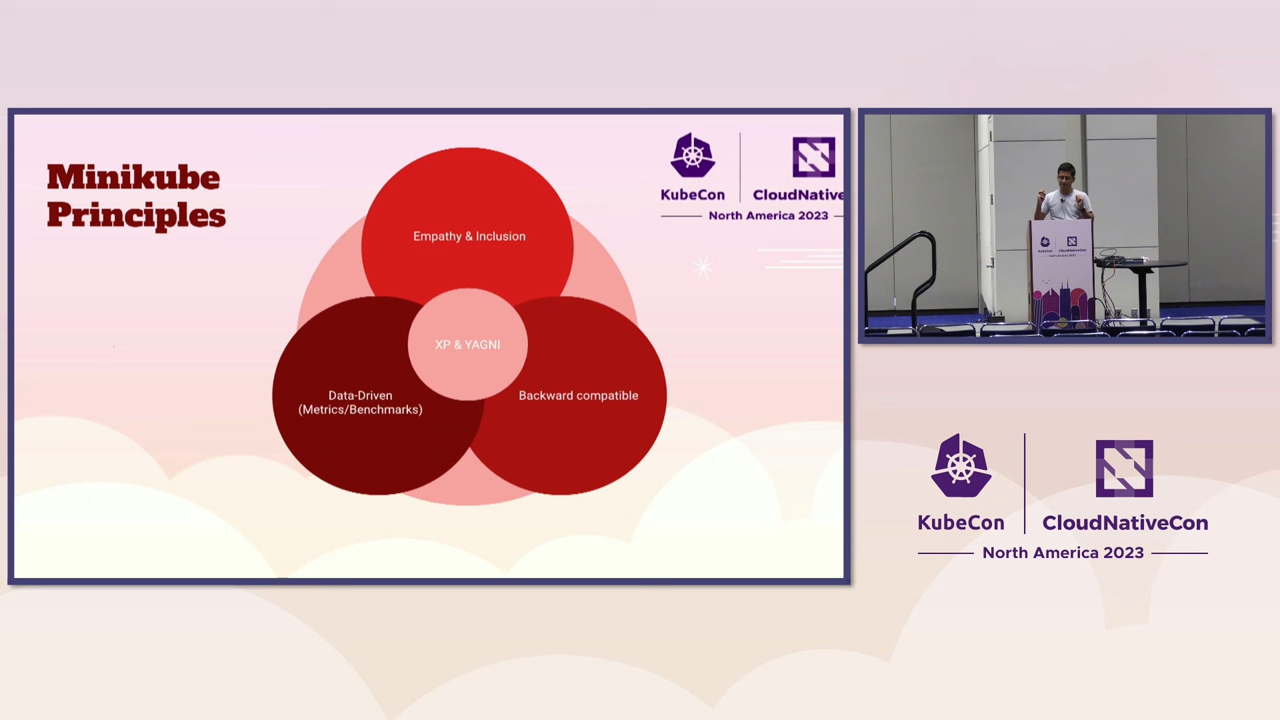 Minikube
Principles
Empathy & Inclusion
XP & YAGNI
Data-Driven
(Metrics/Benchmarks)
Backward compatible
KubeCon
CloudNative
North America 2023
KubeCon
CloudNativeCon
North America 2023